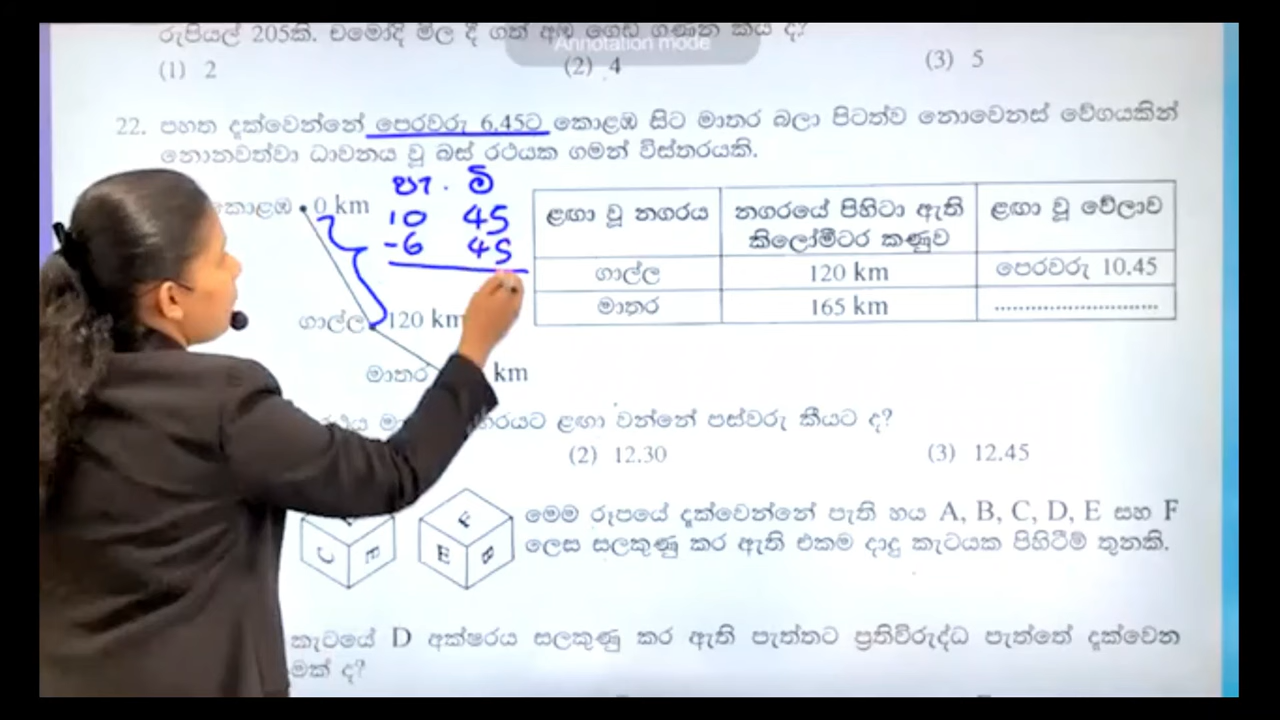 රුපියල් 205කි. චමෝදි මිල දී ගත් අඹ ගෙඩි ගණන කීය ද?
Annotation mode
(1) 2 (2) 4 (3) 5
22. පහත දැක්වෙන්නේ පෙරවරු 6.45ට කොළඹ සිට මාතර බලා පිටත්ව නොවෙනස් වේගයකින්
නොනවත්වා ධාවනය වූ බස් රථයක ගමන් විස්තරයකි.
පැ. මි
10 45
-6 45
කොළඹ 0 km
ගාල්ල 120 km
මාතර km
ළඟා වූ නගරය නගරයේ පිහිටා ඇති කිලෝමීටර කණුව ළඟා වූ වේලාව
ගාල්ල 120 km පෙරවරු 10.45
මාතර 165 km ............................
ළඟා වන්නේ පස්වරු කීයට ද?
(2) 12.30 (3) 12.45
C E F E B
මෙම රූපයේ දැක්වෙන්නේ පැති හය A, B, C, D, E සහ F
ලෙස සලකුණු කර ඇති එකම දාදු කැටයක පිහිටීම් තුනකි.
කැටයේ D අක්ෂරය සලකුණු කර ඇති පැත්තට ප්‍රතිවිරුද්ධ පැත්තේ දැක්වෙන
ද?